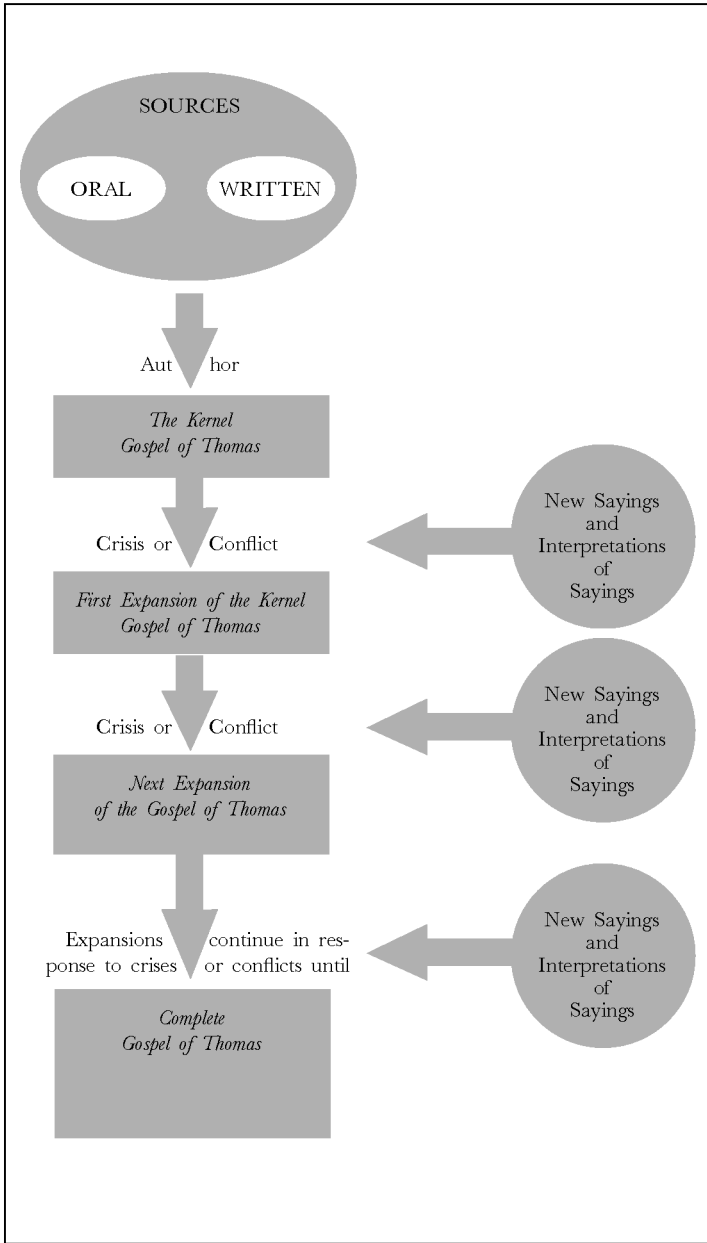 SOURCES
ORAL
WRITTEN
Aut hor
The Kernel
Gospel of Thomas
Crisis or Conflict
New Sayings
and
Interpretations
of
Sayings
First Expansion of the Kernel
Gospel of Thomas
Crisis or Conflict
New Sayings
and
Interpretations
of
Sayings
Next Expansion
of the Gospel of Thomas
Expansions continue in res-
ponse to crises or conflicts until
New Sayings
and
Interpretations
of
Sayings
Complete
Gospel of Thomas